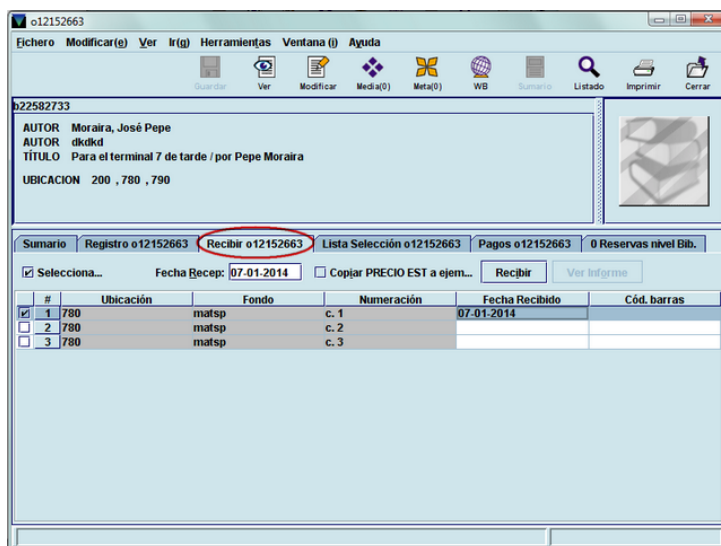 o12152663
Fichero Modificar(e) Ver Ir(g) Herramientas Ventana (i) Ayuda
Guardar Ver Modificar Media(0) Meta(0) WB Sumario Listado Imprimir Cerrar
b22582733
AUTOR Moraira, José Pepe
AUTOR dkdkd
TÍTULO Para el terminal 7 de tarde / por Pepe Moraira
UBICACION 200 , 780 , 790
Sumario Registro o12152663 Recibir o12152663 Lista Selección o12152663 Pagos o12152663 0 Reservas nivel Bib.
Selecciona... Fecha Recep: 07-01-2014 Copiar PRECIO EST a ejem... Recibir Ver Informe
# Ubicación Fondo Numeración Fecha Recibido Cód. barras
1 780 matsp c. 1 07-01-2014
2 780 matsp c. 2
3 780 matsp c. 3